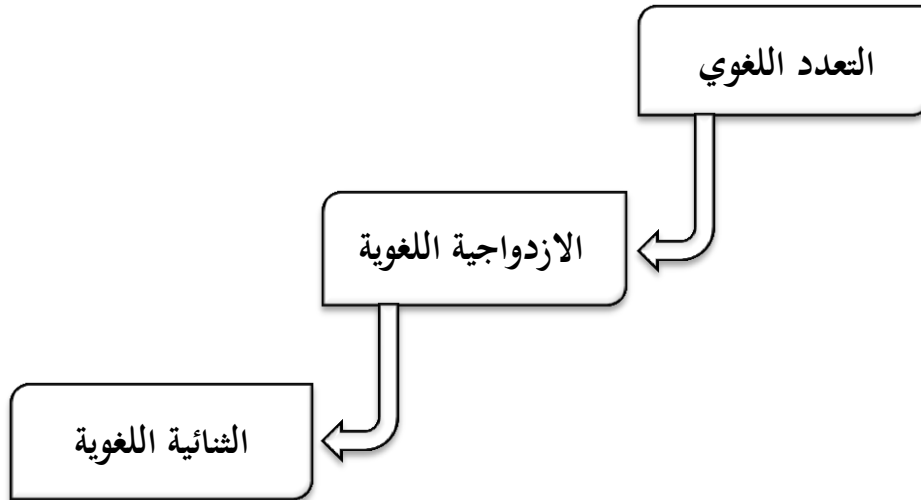 التعدد اللغوي
الازدواجية اللغوية
الثنائية اللغوية